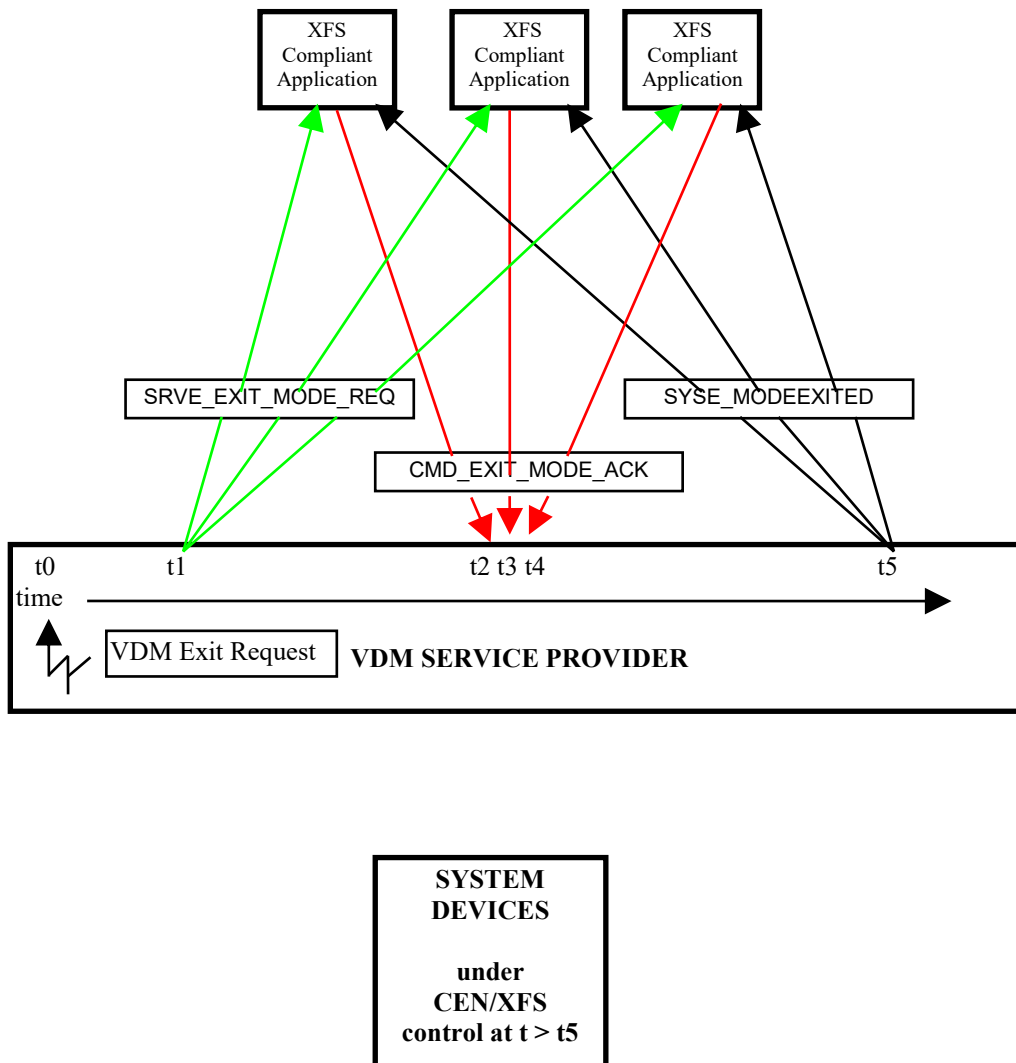 XFS
Compliant
Application
XFS
Compliant
Application
XFS
Compliant
Application
SRVE_EXIT_MODE_REQ
SYSE_MODEEXITED
CMD_EXIT_MODE_ACK
t0
t1
t2 t3 t4
t5
time
VDM Exit Request
VDM SERVICE PROVIDER
SYSTEM
DEVICES
under
CEN/XFS
control at t > t5